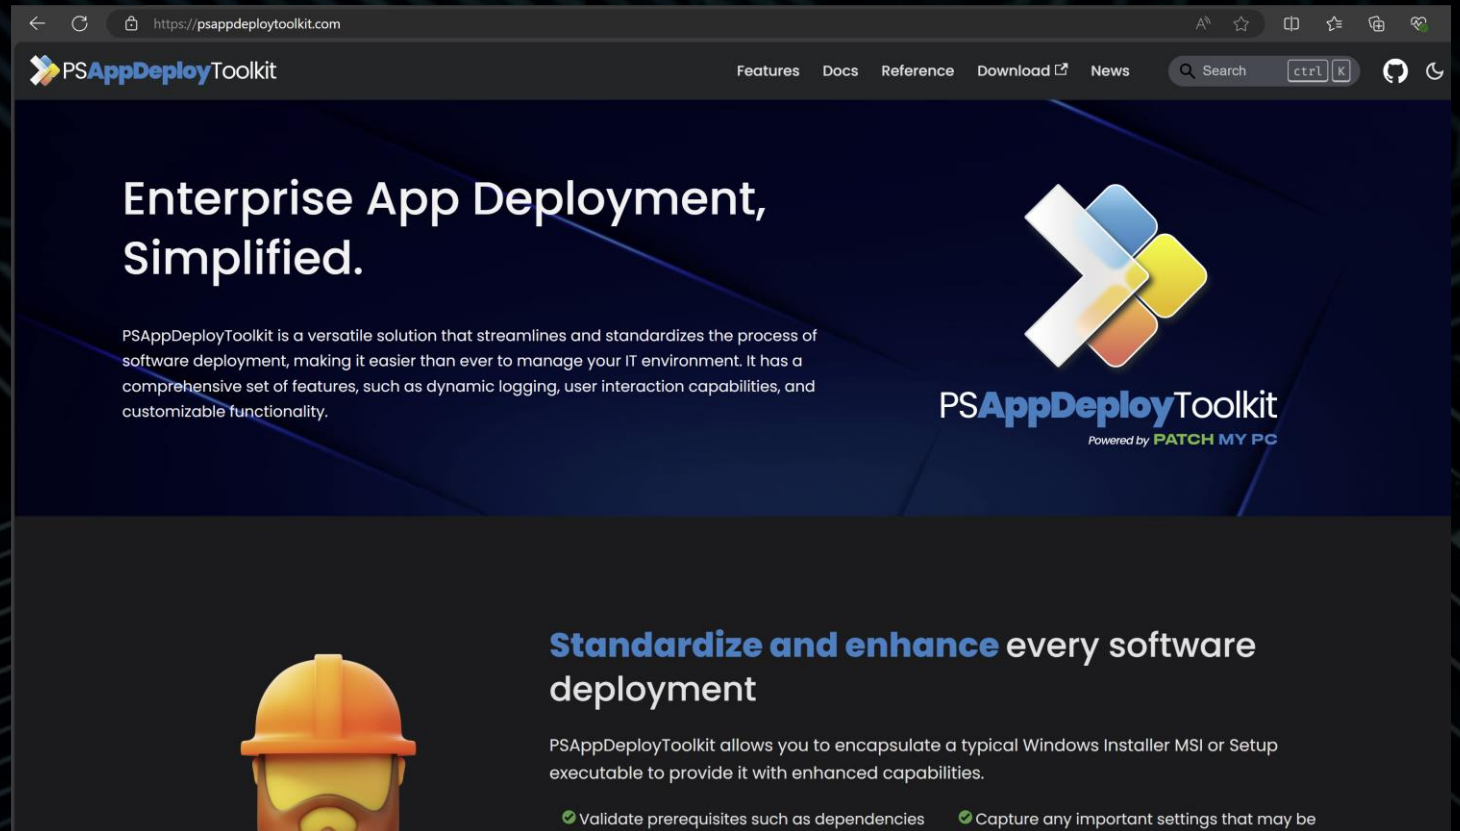 https://psappdeploytoolkit.com
PSAppDeployToolkit
Features Docs Reference Download News Search ctrl K
Enterprise App Deployment,
Simplified.
PSAppDeployToolkit is a versatile solution that streamlines and standardizes the process of
software deployment, making it easier than ever to manage your IT environment. It has a
comprehensive set of features, such as dynamic logging, user interaction capabilities, and
customizable functionality.
PSAppDeployToolkit
Powered by PATCH MY PC
Standardize and enhance every software
deployment
PSAppDeployToolkit allows you to encapsulate a typical Windows Installer MSI or Setup
executable to provide it with enhanced capabilities.
Validate prerequisites such as dependencies
Capture any important settings that may be